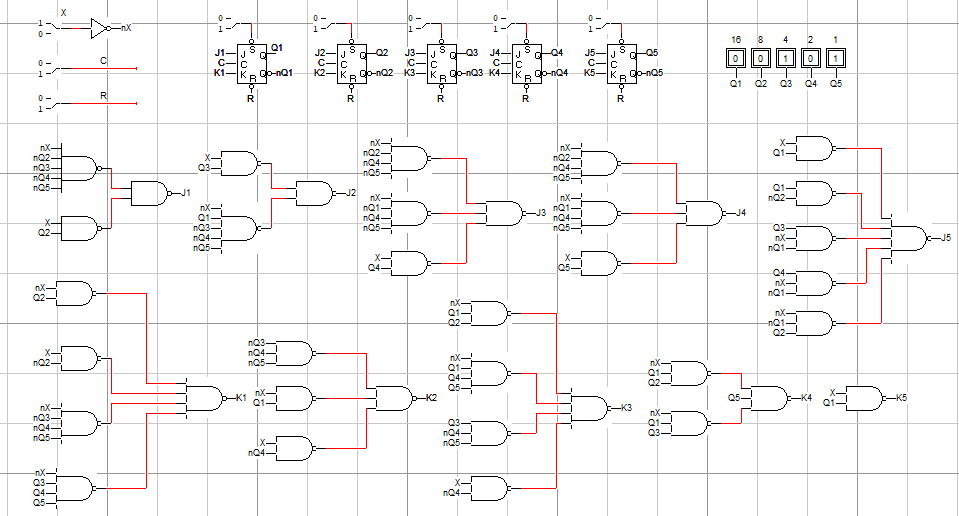 X
1
0
nX
C
0
1
R
0
1
0
1
J1
C
K1
S
J
C
K
R
Q
Q
Q1
nQ1
R
0
1
J2
C
K2
S
J
C
K
R
Q
Q
Q2
nQ2
R
0
1
J3
C
K3
S
J
C
K
R
Q
Q
Q3
nQ3
R
0
1
J4
C
K4
S
J
C
K
R
Q
Q
Q4
nQ4
R
0
1
J5
C
K5
S
J
C
K
R
Q
Q
Q5
nQ5
R
16 8 4 2 1
0 0 1 0 1
Q1 Q2 Q3 Q4 Q5
nX
nQ2
nQ3
nQ4
nQ5
X
Q2
J1
X
Q3
nX
Q1
nQ3
nQ4
nQ5
J2
nX
nQ2
nQ4
nQ5
nX
nQ1
nQ4
nQ5
X
Q4
J3
nX
nQ2
nQ4
nQ5
nX
nQ1
nQ4
nQ5
X
Q5
J4
X
Q1
Q1
nQ2
Q3
nX
nQ1
Q4
nX
nQ1
nX
nQ1
Q2
J5
nX
Q2
X
nQ2
nX
nQ3
nQ4
nQ5
nX
Q3
Q4
Q5
K1
nQ3
nQ4
nQ5
nX
Q1
X
nQ4
K2
nX
Q1
Q2
nX
Q1
Q4
Q5
Q3
nQ4
nQ5
X
nQ4
K3
nX
Q1
Q2
Q5
nX
Q1
Q3
K4
X
Q1
K5